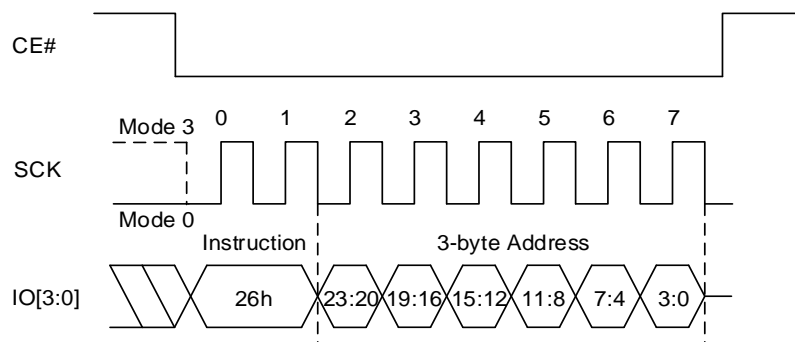 CE#
Mode 3 0 1 2 3 4 5 6 7
SCK
Mode 0
Instruction 3-byte Address
IO[3:0] 26h 23:20 19:16 15:12 11:8 7:4 3:0